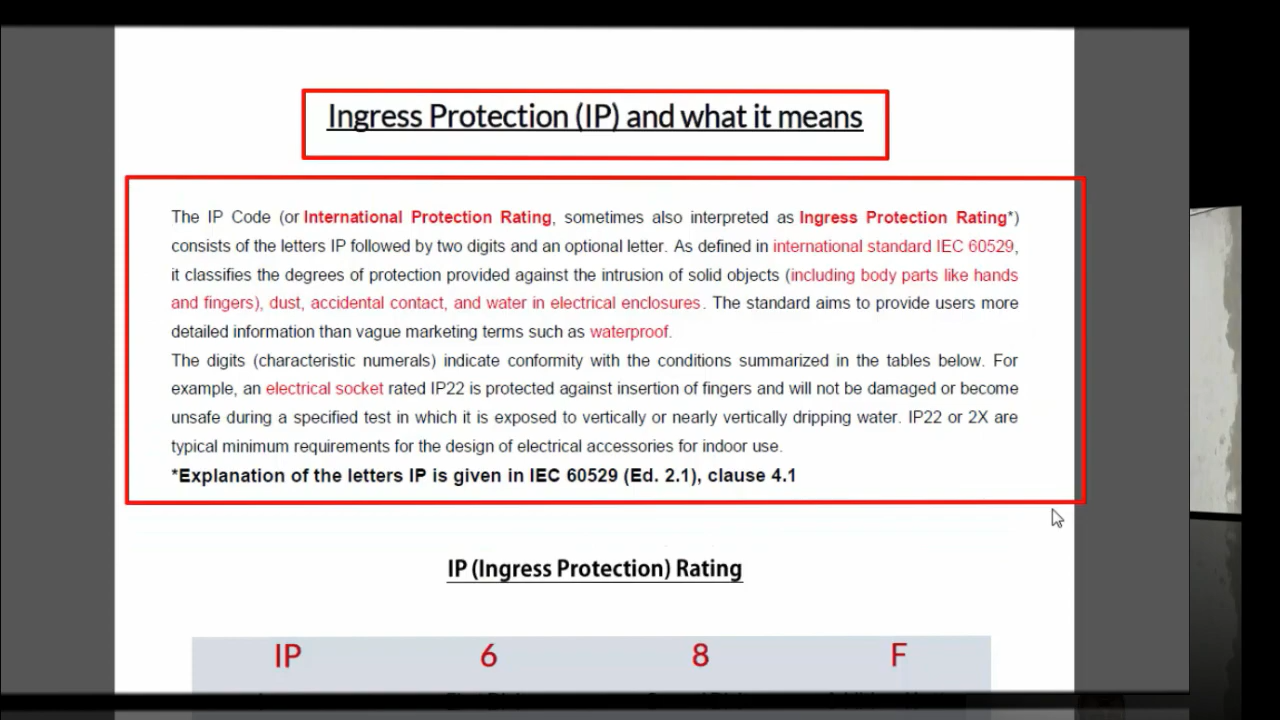 Ingress Protection (IP) and what it means
The IP Code (or International Protection Rating, sometimes also interpreted as Ingress Protection Rating*)
consists of the letters IP followed by two digits and an optional letter. As defined in international standard IEC 60529,
it classifies the degrees of protection provided against the intrusion of solid objects (including body parts like hands
and fingers), dust, accidental contact, and water in electrical enclosures. The standard aims to provide users more
detailed information than vague marketing terms such as waterproof.
The digits (characteristic numerals) indicate conformity with the conditions summarized in the tables below. For
example, an electrical socket rated IP22 is protected against insertion of fingers and will not be damaged or become
unsafe during a specified test in which it is exposed to vertically or nearly vertically dripping water. IP22 or 2X are
typical minimum requirements for the design of electrical accessories for indoor use.
*Explanation of the letters IP is given in IEC 60529 (Ed. 2.1), clause 4.1
IP (Ingress Protection) Rating
IP 6 8 F